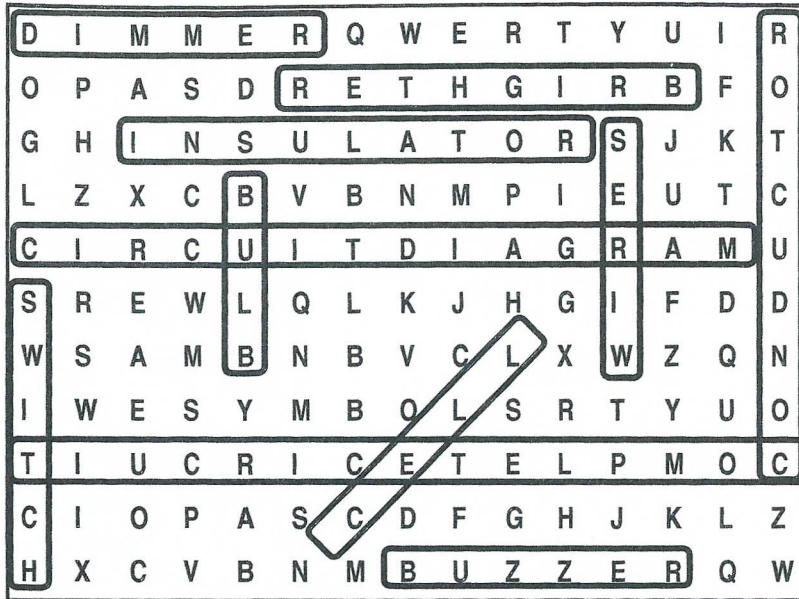 D I M M E R Q W E R T Y U I R
O P A S D R E T H G I R B F O
G H I N S U L A T O R S J K T
L Z X C B V B N M P I E U T C
C I R C U I T D I A G R A M U
S R E W L Q L K J H G I F D D
W S A M B N B V C L X W Z Q N
I W E S Y M B O L S R T Y U O
T I U C R I C E T E L P M O C
C I O P A S C D F G H J K L Z
H X C V B N M B U Z Z E R Q W